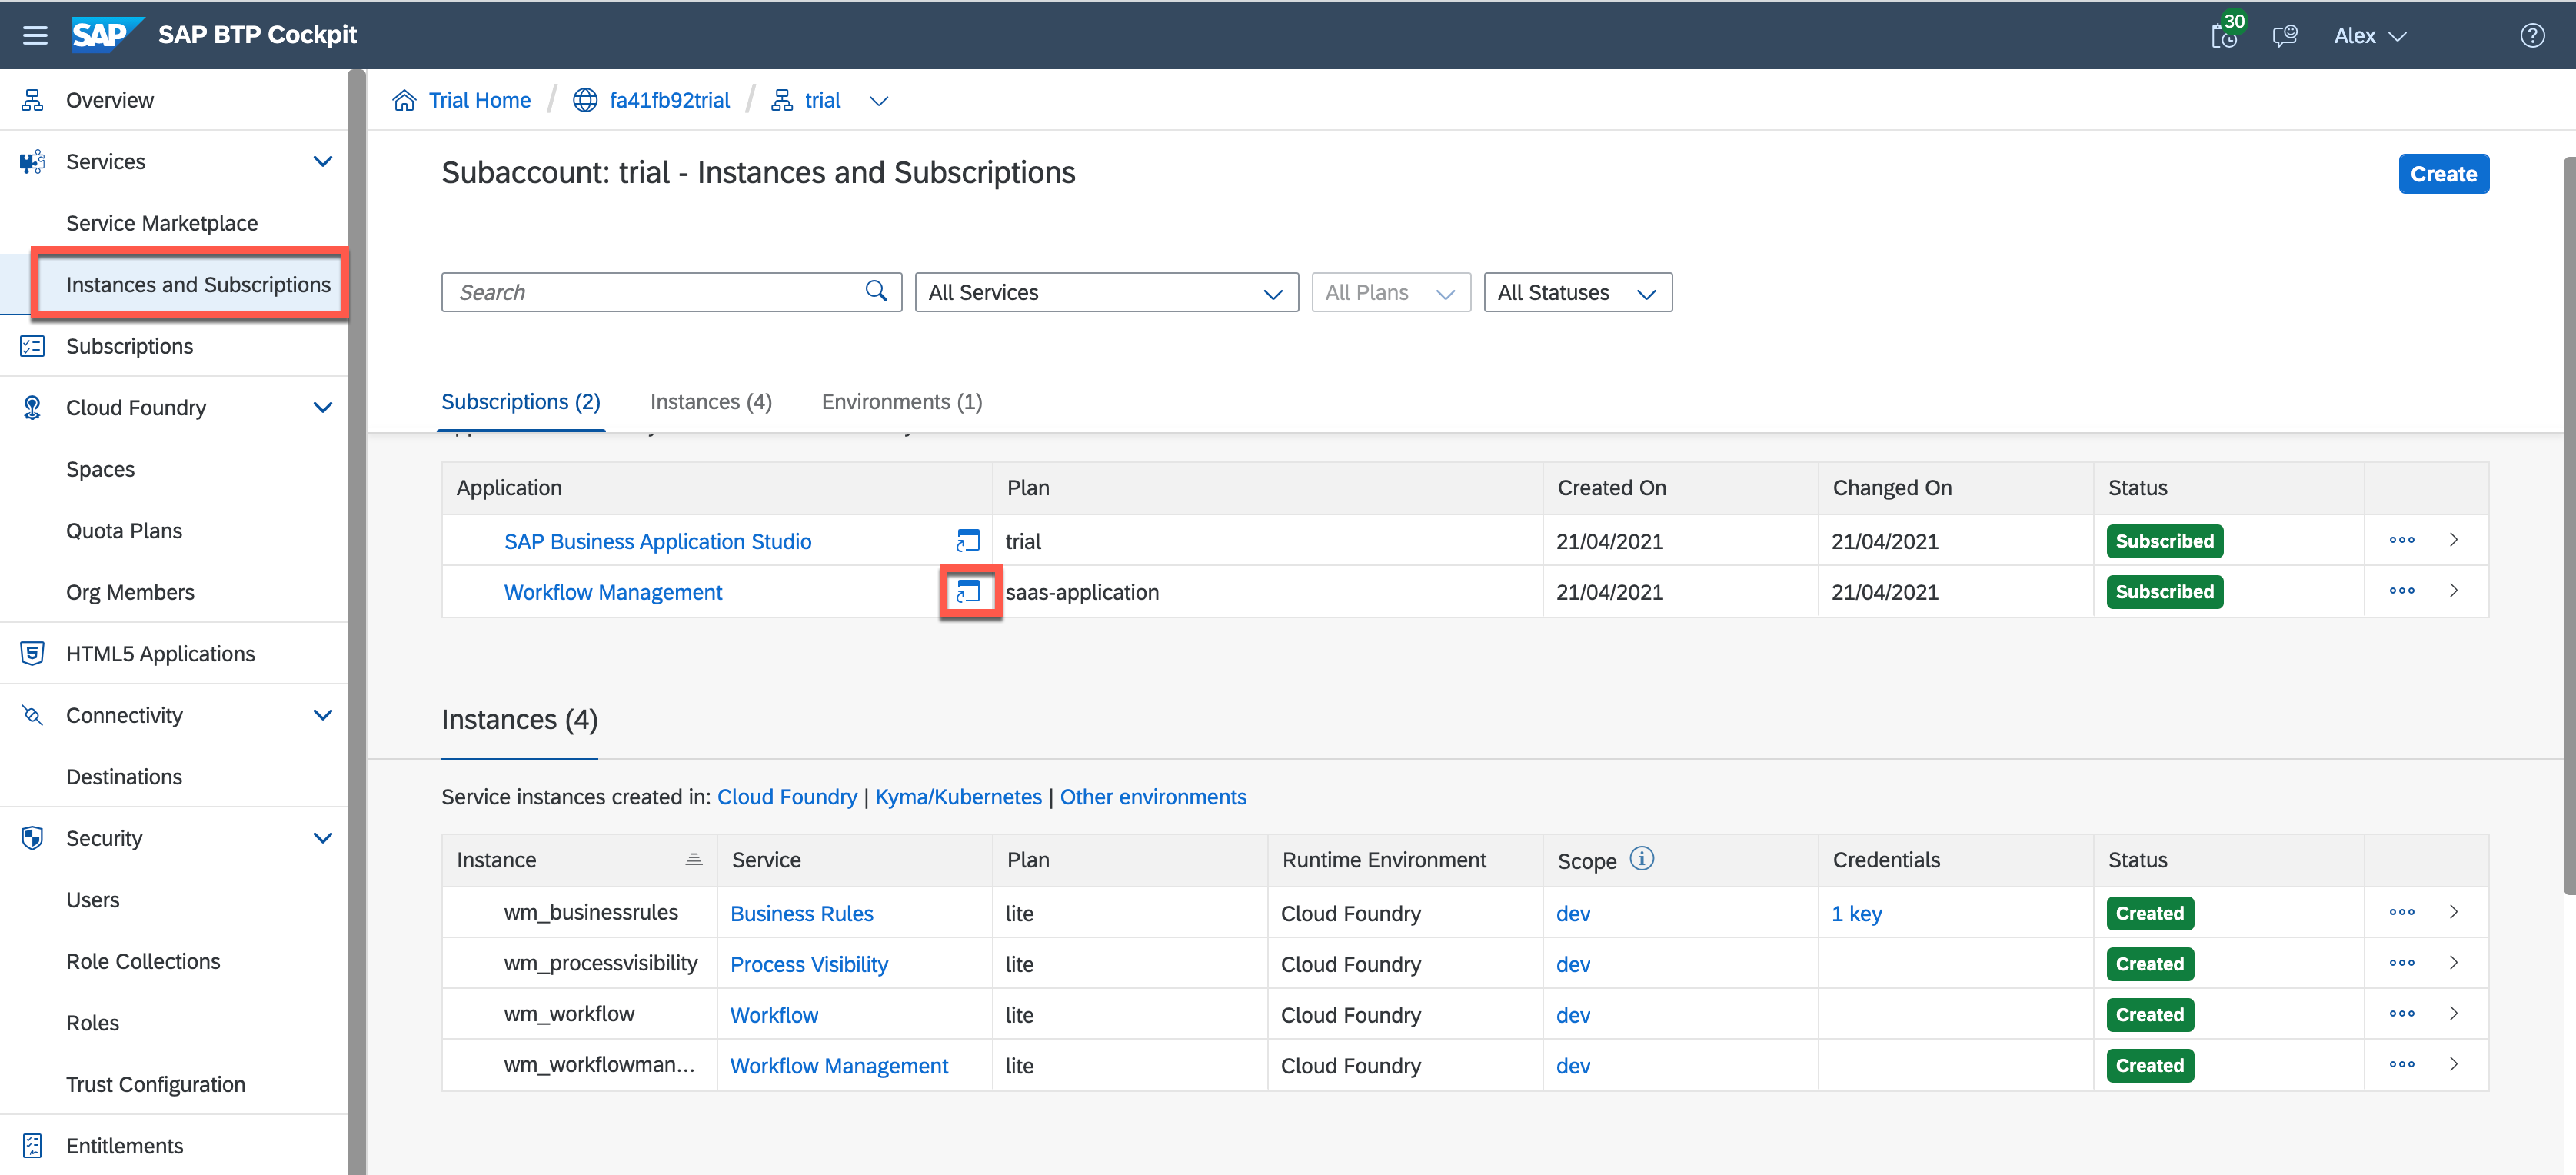 SAP SAP BTP Cockpit 30 Alex
Overview
Services
Service Marketplace
Instances and Subscriptions
Subscriptions
Cloud Foundry
Spaces
Quota Plans
Org Members
HTML5 Applications
Connectivity
Destinations
Security
Users
Role Collections
Roles
Trust Configuration
Entitlements
Trial Home / fa41fb92trial / trial
Subaccount: trial - Instances and Subscriptions
Create
Search All Services All Plans All Statuses
Subscriptions (2) Instances (4) Environments (1)
Application Plan Created On Changed On Status
SAP Business Application Studio trial 21/04/2021 21/04/2021 Subscribed
Workflow Management saas-application 21/04/2021 21/04/2021 Subscribed
Instances (4)
Service instances created in: Cloud Foundry | Kyma/Kubernetes | Other environments
Instance Service Plan Runtime Environment Scope Credentials Status
wm_businessrules Business Rules lite Cloud Foundry dev 1 key Created
wm_processvisibility Process Visibility lite Cloud Foundry dev Created
wm_workflow Workflow lite Cloud Foundry dev Created
wm_workflowman... Workflow Management lite Cloud Foundry dev Created